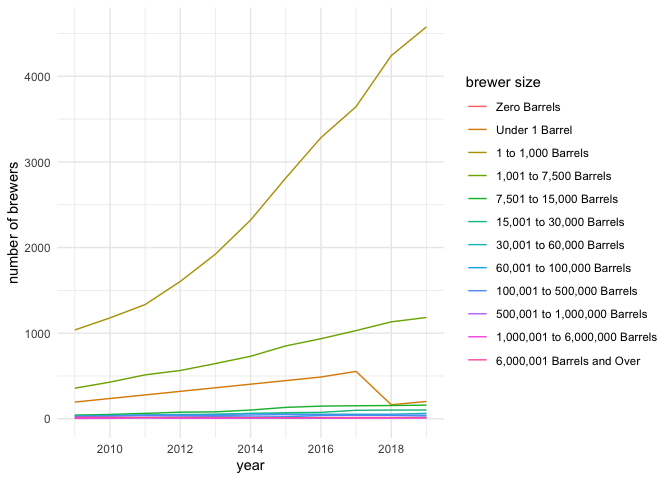 number of brewers
4000
3000
2000
1000
0
2010 2012 2014 2016 2018
year
brewer size
Zero Barrels
Under 1 Barrel
1 to 1,000 Barrels
1,001 to 7,500 Barrels
7,501 to 15,000 Barrels
15,001 to 30,000 Barrels
30,001 to 60,000 Barrels
60,001 to 100,000 Barrels
100,001 to 500,000 Barrels
500,001 to 1,000,000 Barrels
1,000,001 to 6,000,000 Barrels
6,000,001 Barrels and Over